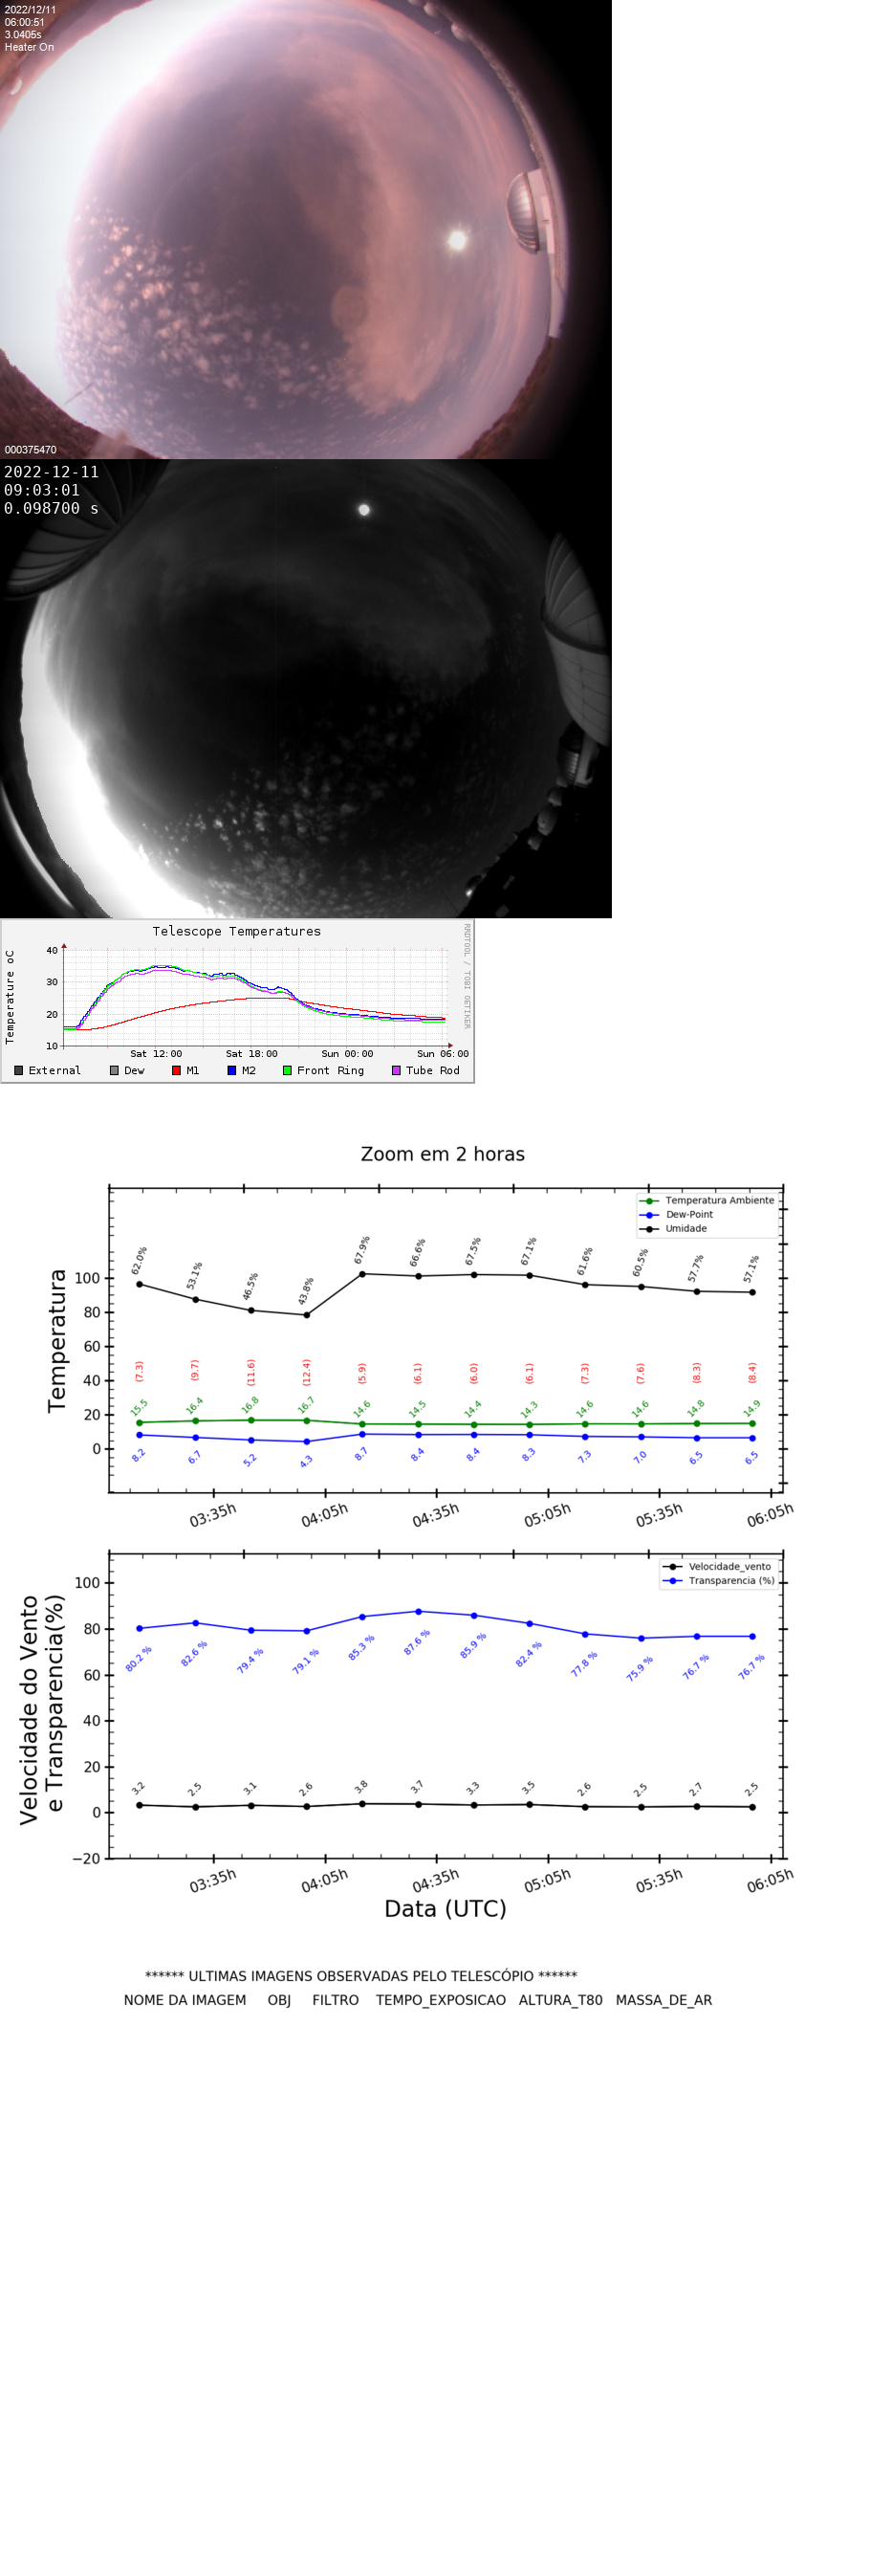 2022/12/11
06:00:51
3.0405s
Heater On
000375470
2022-12-11
09:03:01
0.098700 s
Telescope Temperatures
RRDTOOL / TOBI OETIKER
Temperature oC
40
30
20
10
Sat 12:00 Sat 18:00 Sun 00:00 Sun 06:00
External Dew M1 M2 Front Ring Tube Rod
Zoom em 2 horas
Temperatura Ambiente
Dew-Point
Umidade
Temperatura
100
80
60
40
20
0
62.0% 53.1% 46.5% 43.8% 67.9% 66.6% 67.5% 67.1% 61.6% 60.5% 57.7% 57.1%
(7.3) (9.7) (11.6) (12.4) (5.9) (6.1) (6.0) (6.1) (7.3) (7.6) (8.3) (8.4)
15.5 16.4 16.8 16.7 14.6 14.5 14.4 14.3 14.6 14.6 14.8 14.9
8.2 6.7 5.2 4.3 8.7 8.4 8.4 8.3 7.3 7.0 6.5 6.5
03:35h 04:05h 04:35h 05:05h 05:35h 06:05h
Velocidade_vento
Transparencia (%)
Velocidade do Vento
e Transparencia(%)
100
80
60
40
20
0
−20
80.2 % 82.6 % 79.4 % 79.1 % 85.3 % 87.6 % 85.9 % 82.4 % 77.8 % 75.9 % 76.7 % 76.7 %
3.2 2.5 3.1 2.6 3.8 3.7 3.3 3.5 2.6 2.5 2.7 2.5
03:35h 04:05h 04:35h 05:05h 05:35h 06:05h
Data (UTC)
****** ULTIMAS IMAGENS OBSERVADAS PELO TELESCÓPIO ******
NOME DA IMAGEM OBJ FILTRO TEMPO_EXPOSICAO ALTURA_T80 MASSA_DE_AR